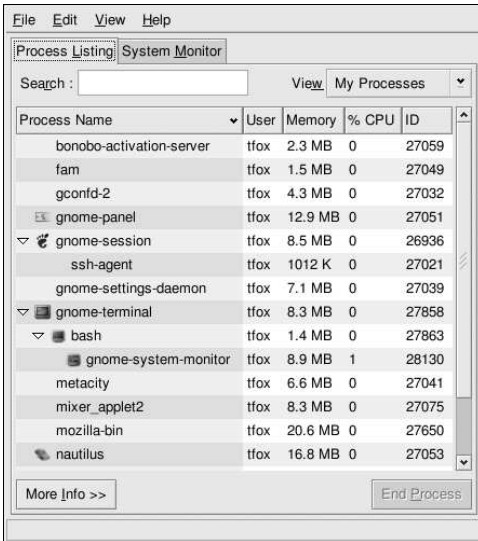 File Edit View Help
Process Listing System Monitor
Search : View My Processes
Process Name User Memory % CPU ID
bonobo-activation-server tfox 2.3 MB 0 27059
fam tfox 1.5 MB 0 27049
gconfd-2 tfox 4.3 MB 0 27032
gnome-panel tfox 12.9 MB 0 27051
gnome-session tfox 8.5 MB 0 26936
ssh-agent tfox 1012 K 0 27021
gnome-settings-daemon tfox 7.1 MB 0 27039
gnome-terminal tfox 8.3 MB 0 27858
bash tfox 1.4 MB 0 27863
gnome-system-monitor tfox 8.9 MB 1 28130
metacity tfox 6.6 MB 0 27041
mixer_applet2 tfox 8.3 MB 0 27075
mozilla-bin tfox 20.6 MB 0 27650
nautilus tfox 16.8 MB 0 27053
More Info >> End Process